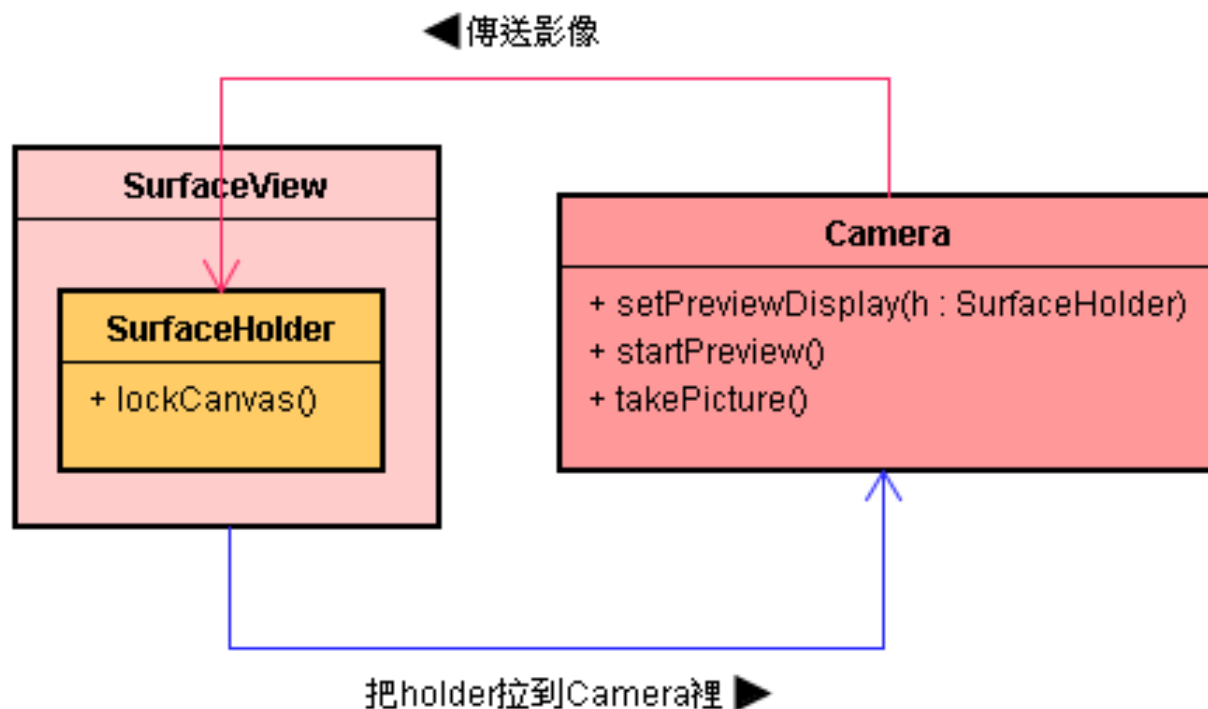 ◀傳送影像
SurfaceView
SurfaceHolder
+ lockCanvas()
Camera
+ setPreviewDisplay(h : SurfaceHolder)
+ startPreview()
+ takePicture()
把holder拉到Camera裡 ▶